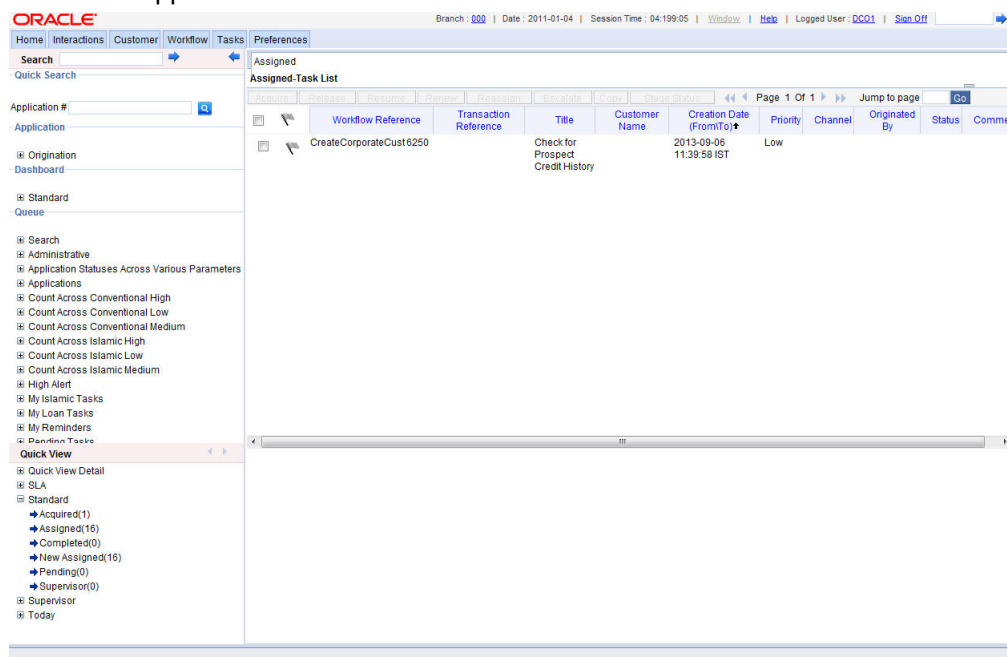 ORACLE
Branch : 000 | Date : 2011-01-04 | Session Time : 04:199:05 | Window | Help | Logged User : DCO1 | Sign Off
Home Interactions Customer Workflow Tasks Preferences
Search
Quick Search
Application #
Application
Origination
Dashboard
Standard
Queue
Search
Administrative
Application Statuses Across Various Parameters
Applications
Count Across Conventional High
Count Across Conventional Low
Count Across Conventional Medium
Count Across Islamic High
Count Across Islamic Low
Count Across Islamic Medium
High Alert
My Islamic Tasks
My Loan Tasks
My Reminders
Pending Tasks
Quick View
Quick View Detail
SLA
Standard
Acquired(1)
Assigned(16)
Completed(0)
New Assigned(16)
Pending(0)
Supervisor(0)
Supervisor
Today
Assigned
Assigned-Task List
Acquire Release Resume Renew Reassign Escalate Copy Stage Status Page 1 Of 1 Jump to page Go
Workflow Reference Transaction Reference Title Customer Name Creation Date (From\To) Priority Channel Originated By Status Comme
CreateCorporateCust6250 Check for Prospect Credit History 2013-09-06 11:39:58 IST Low